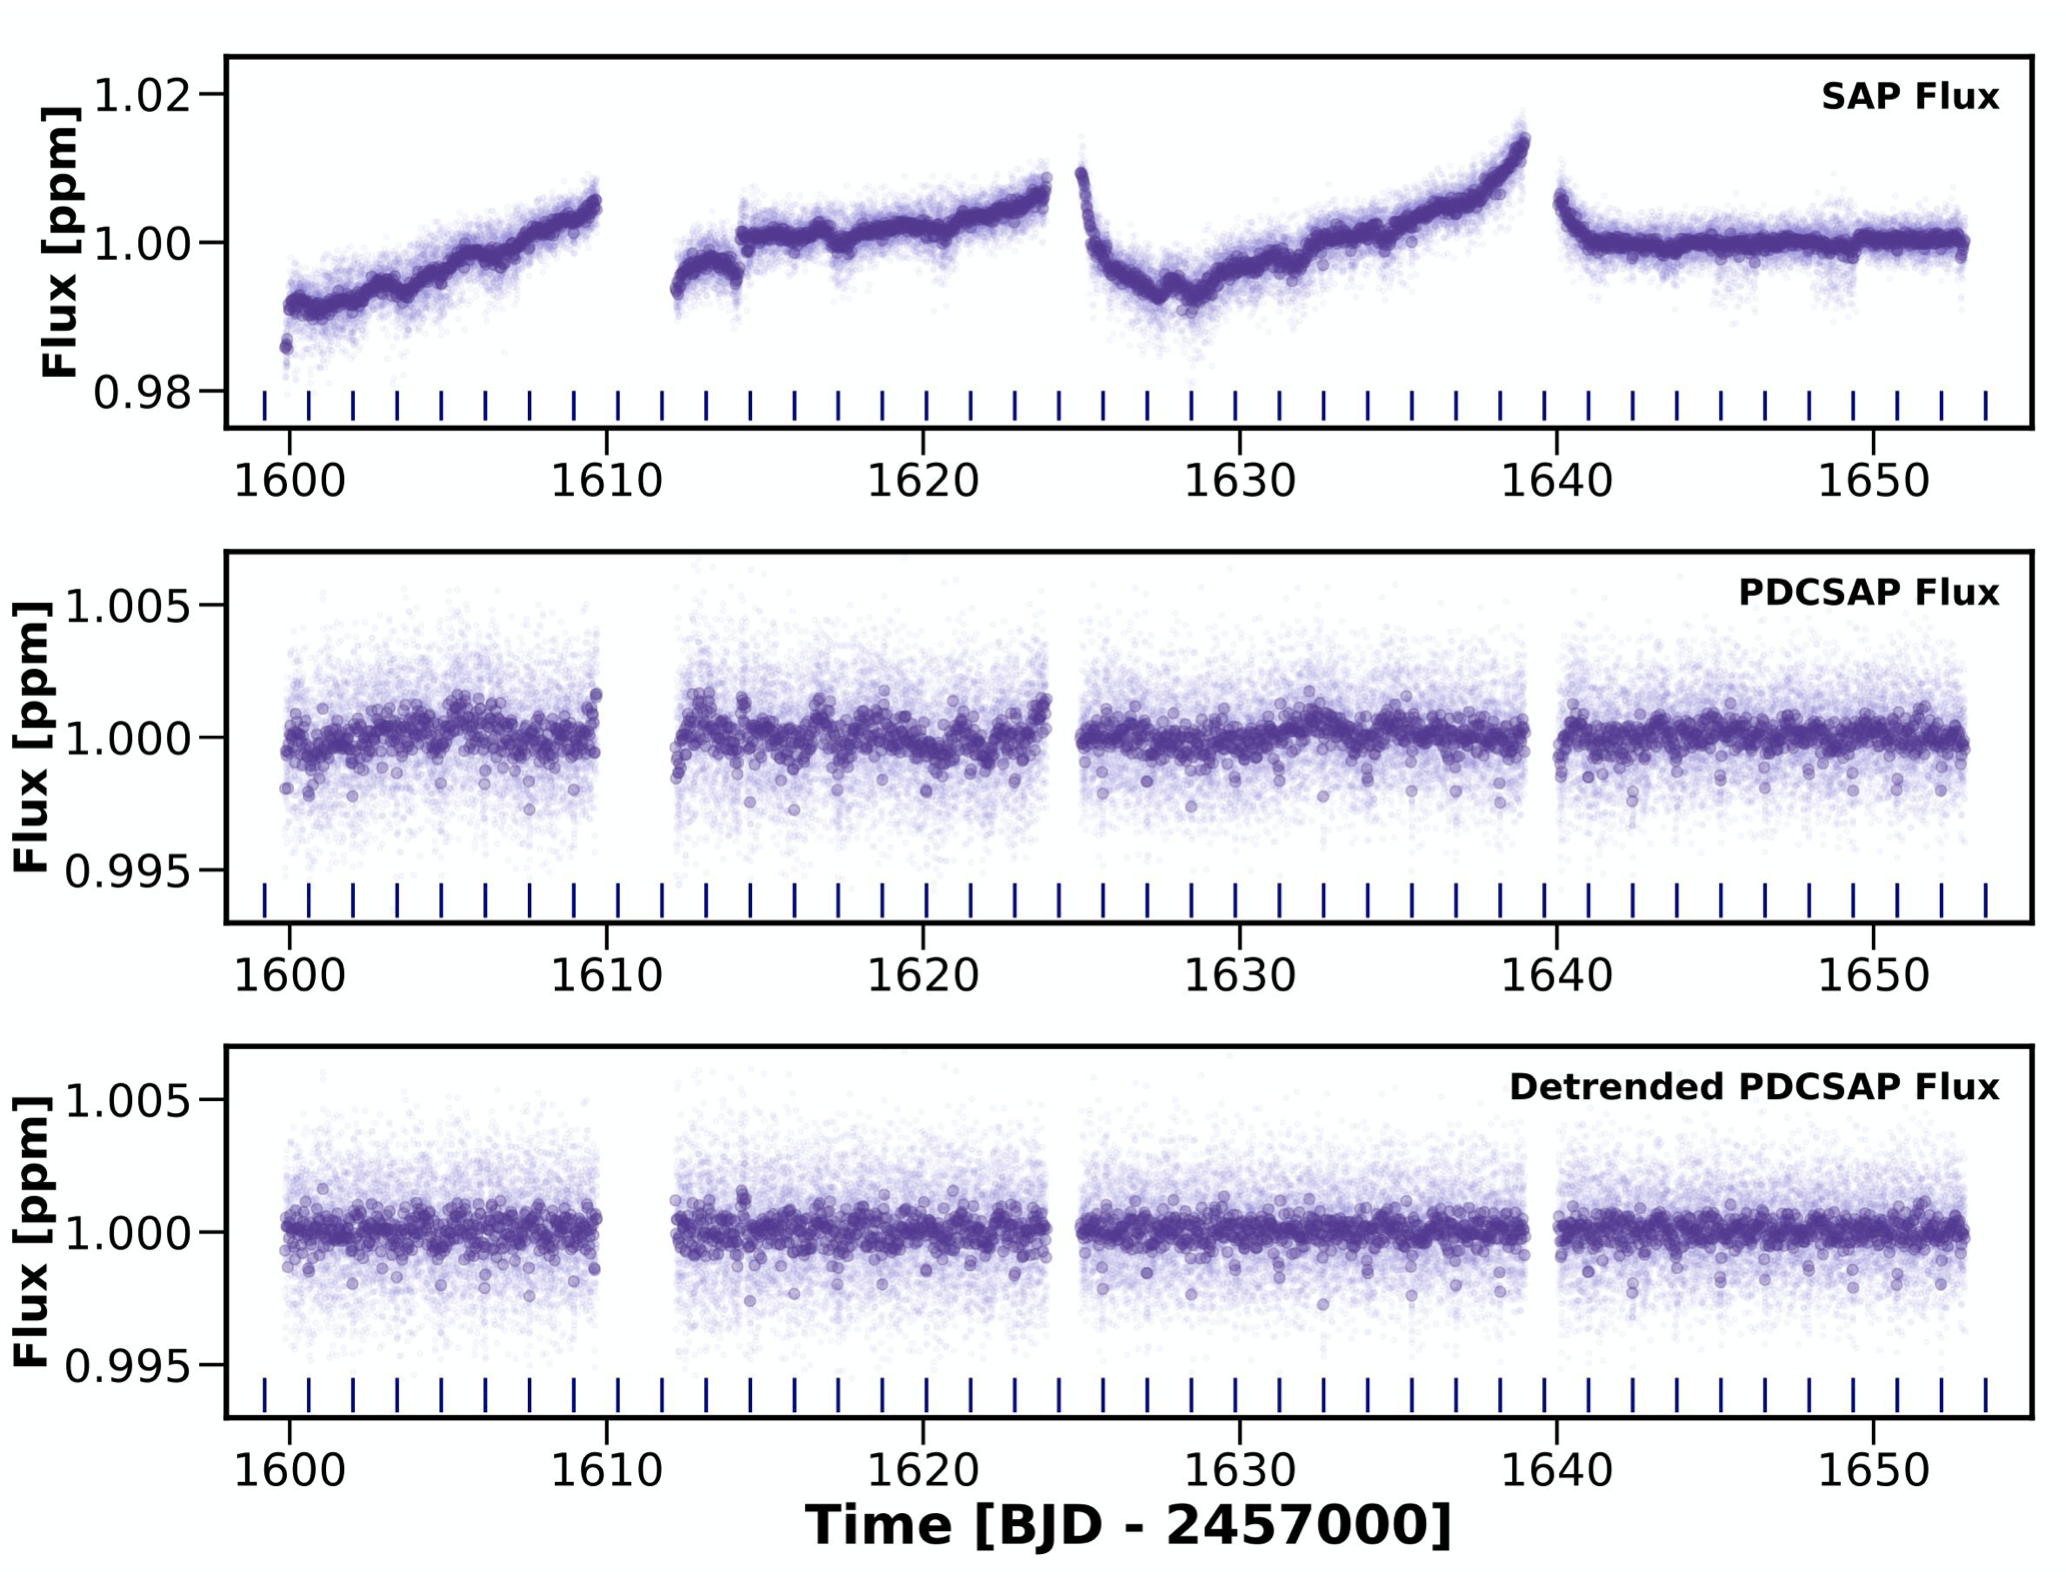 SAP Flux
Flux [ppm]
1.02
1.00
0.98
1600 1610 1620 1630 1640 1650
PDCSAP Flux
Flux [ppm]
1.005
1.000
0.995
1600 1610 1620 1630 1640 1650
Detrended PDCSAP Flux
Flux [ppm]
1.005
1.000
0.995
1600 1610 1620 1630 1640 1650
Time [BJD - 2457000]